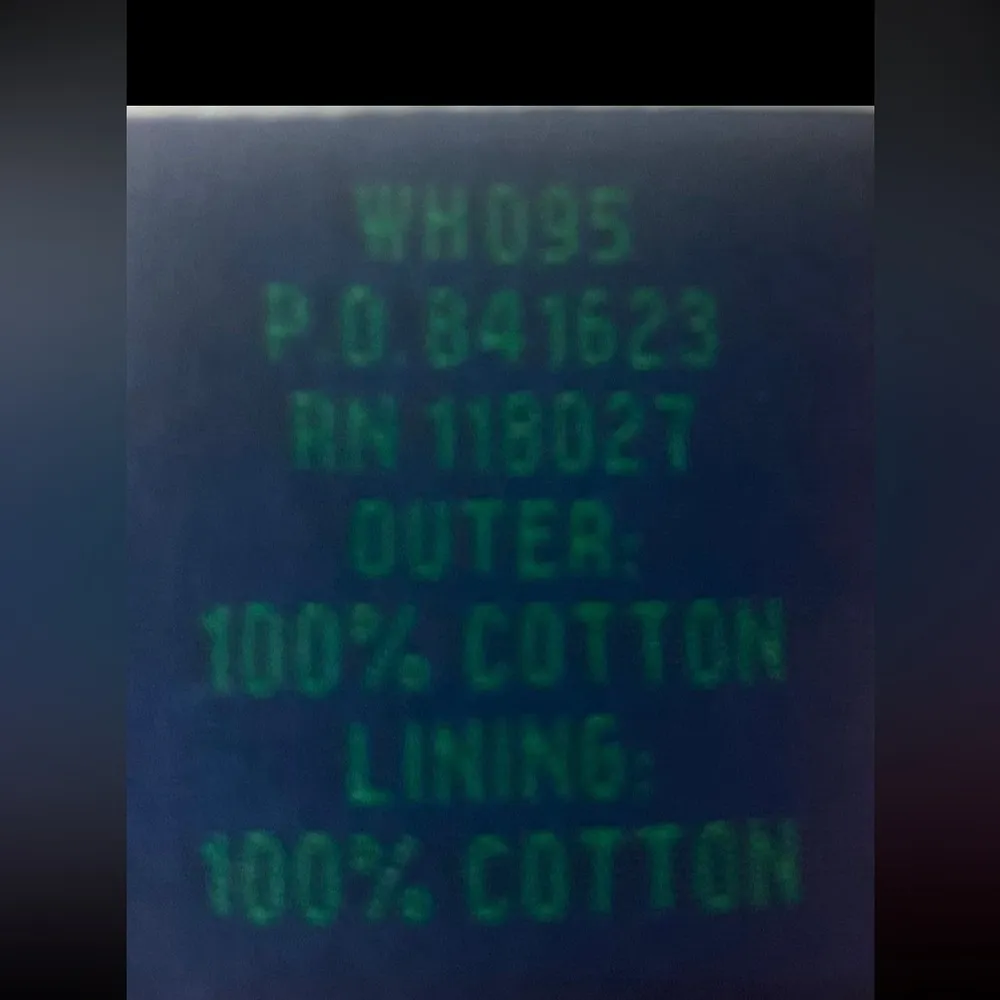 WH095
P.O. 841623
RN 118027
OUTER:
100% COTTON
LINING:
100% COTTON